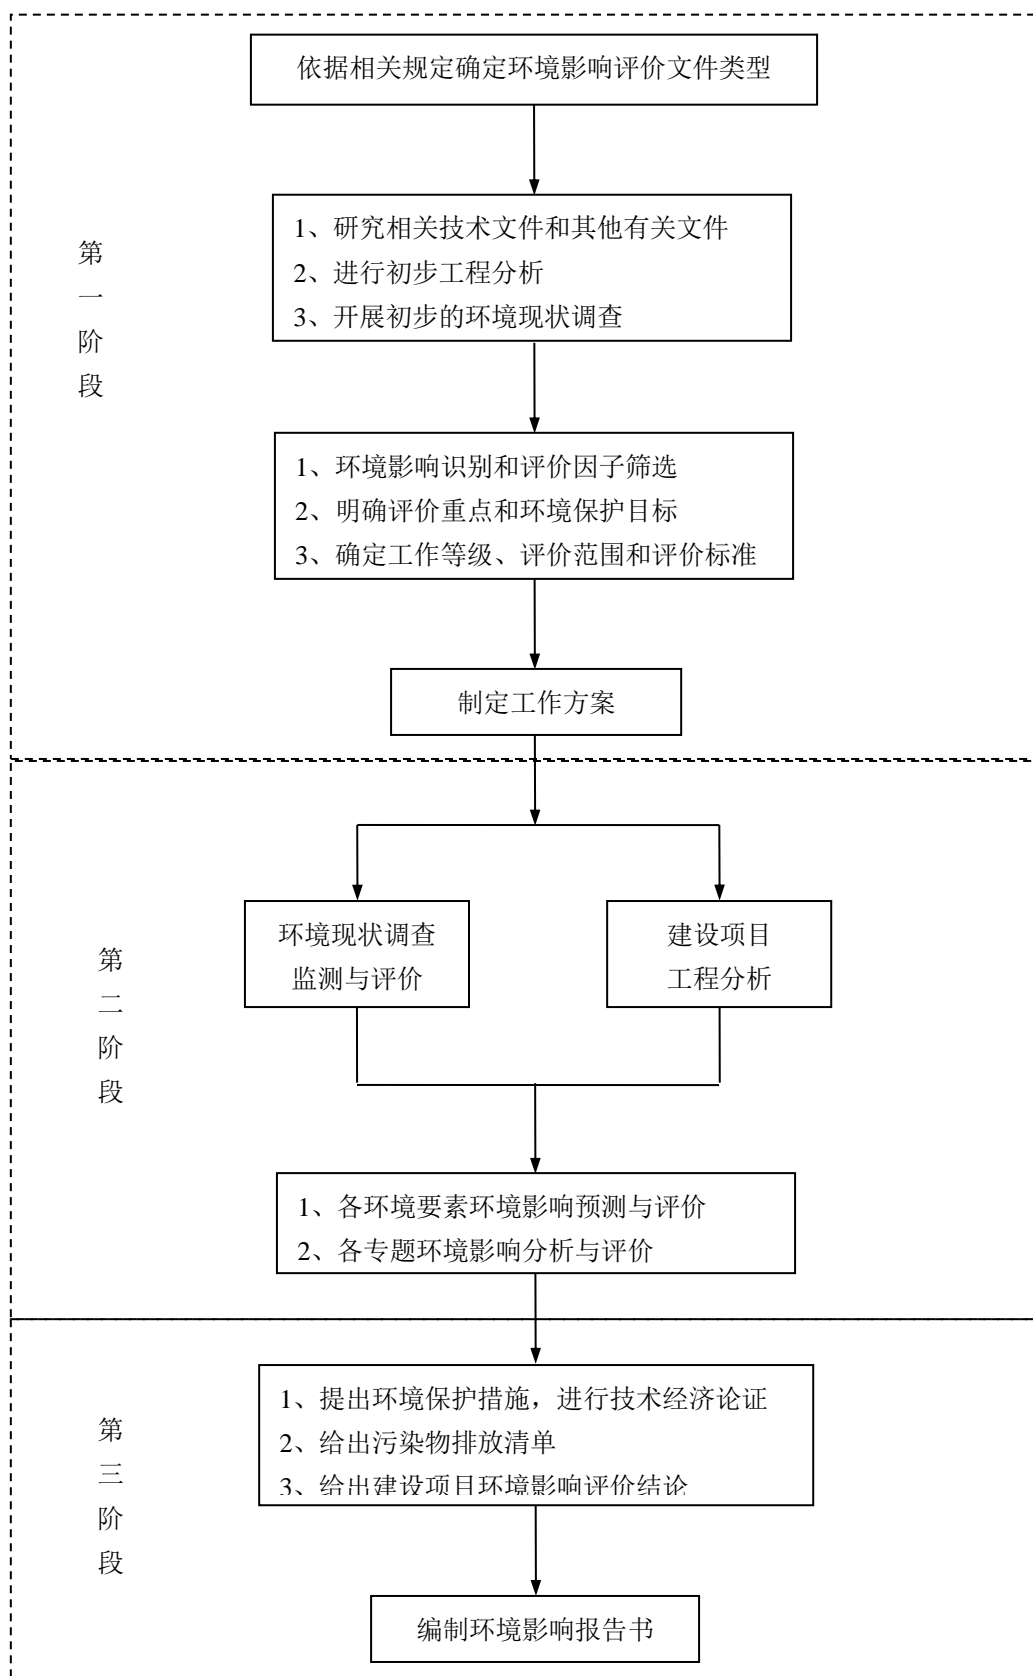 依据相关规定确定环境影响评价文件类型
第一阶段
1、研究相关技术文件和其他有关文件
2、进行初步工程分析
3、开展初步的环境现状调查
1、环境影响识别和评价因子筛选
2、明确评价重点和环境保护目标
3、确定工作等级、评价范围和评价标准
制定工作方案
第二阶段
环境现状调查
监测与评价
建设项目
工程分析
1、各环境要素环境影响预测与评价
2、各专题环境影响分析与评价
第三阶段
1、提出环境保护措施，进行技术经济论证
2、给出污染物排放清单
3、给出建设项目环境影响评价结论
编制环境影响报告书